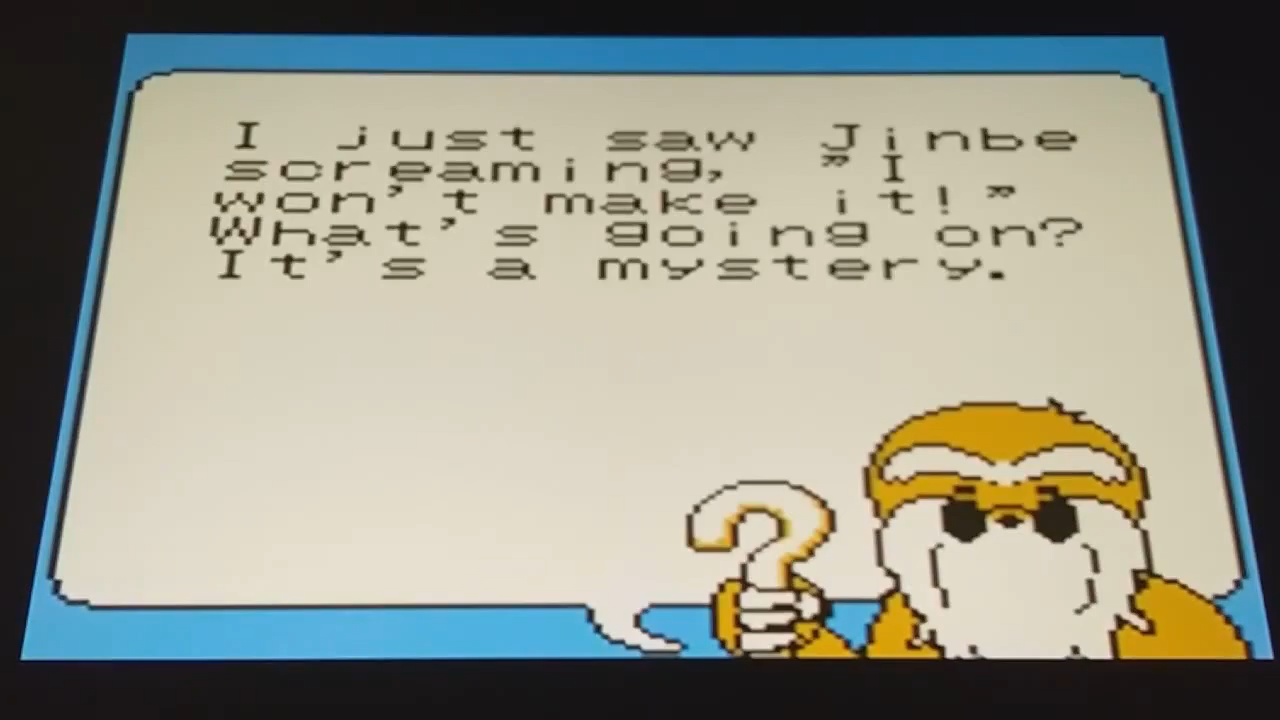 I just saw Jinbe
screaming, "I
won't make it!"
What's going on?
It's a mystery.